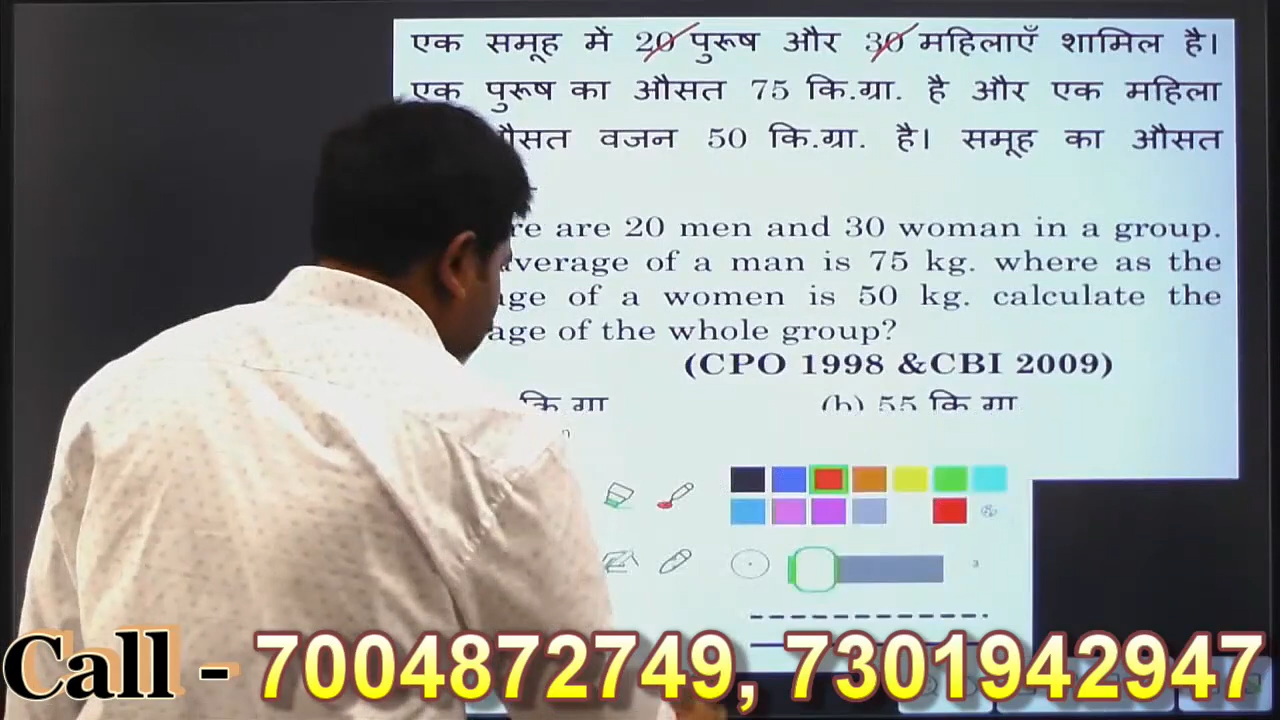 एक समूह में 20 पुरूष और 30 महिलाएँ शामिल है।
एक पुरूष का औसत 75 कि.ग्रा. है और एक महिला
औसत वजन 50 कि.ग्रा. है। समूह का औसत
re are 20 men and 30 woman in a group.
average of a man is 75 kg. where as the
age of a women is 50 kg. calculate the
age of the whole group?
(CPO 1998 &CBI 2009)
कि ग्रा (b) 55 कि ग्रा
3
Call - 7004872749, 7301942947